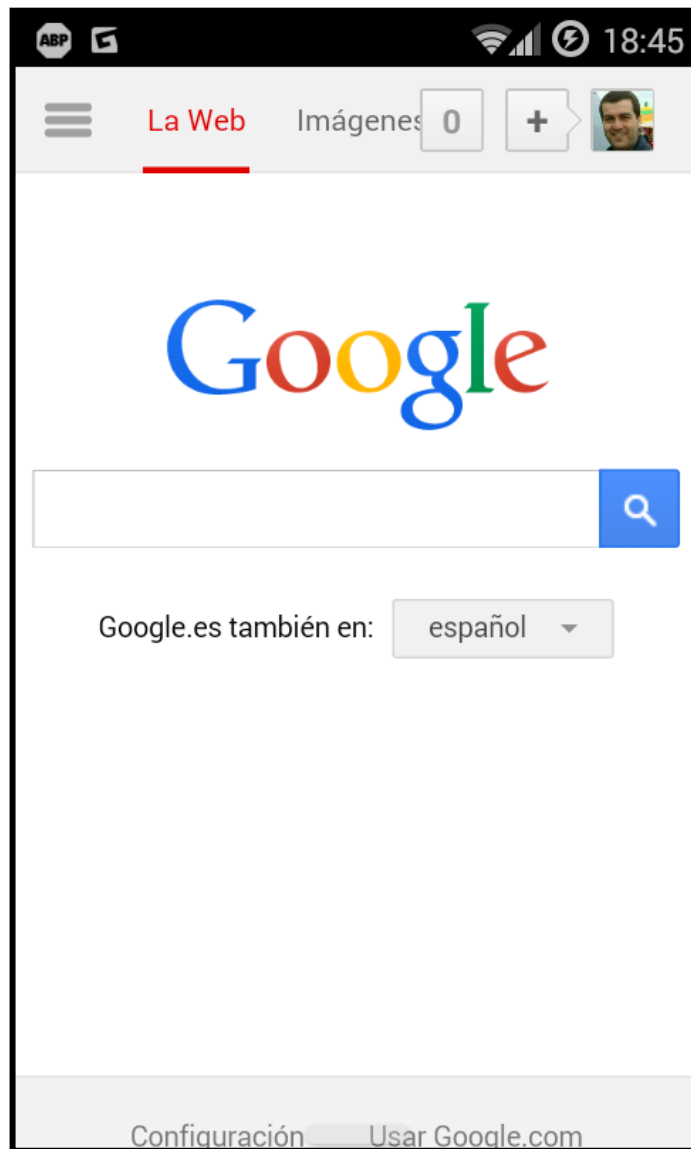 ABP 18:45
La Web Imágenes 0 +
Google
Google.es también en: español
Configuración Usar Google.com